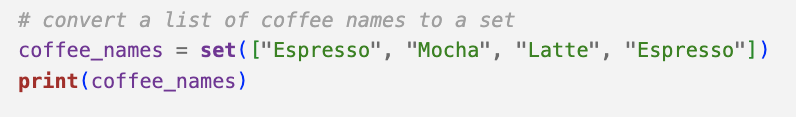 # convert a list of coffee names to a set
coffee_names = set(["Espresso", "Mocha", "Latte", "Espresso"])
print(coffee_names)